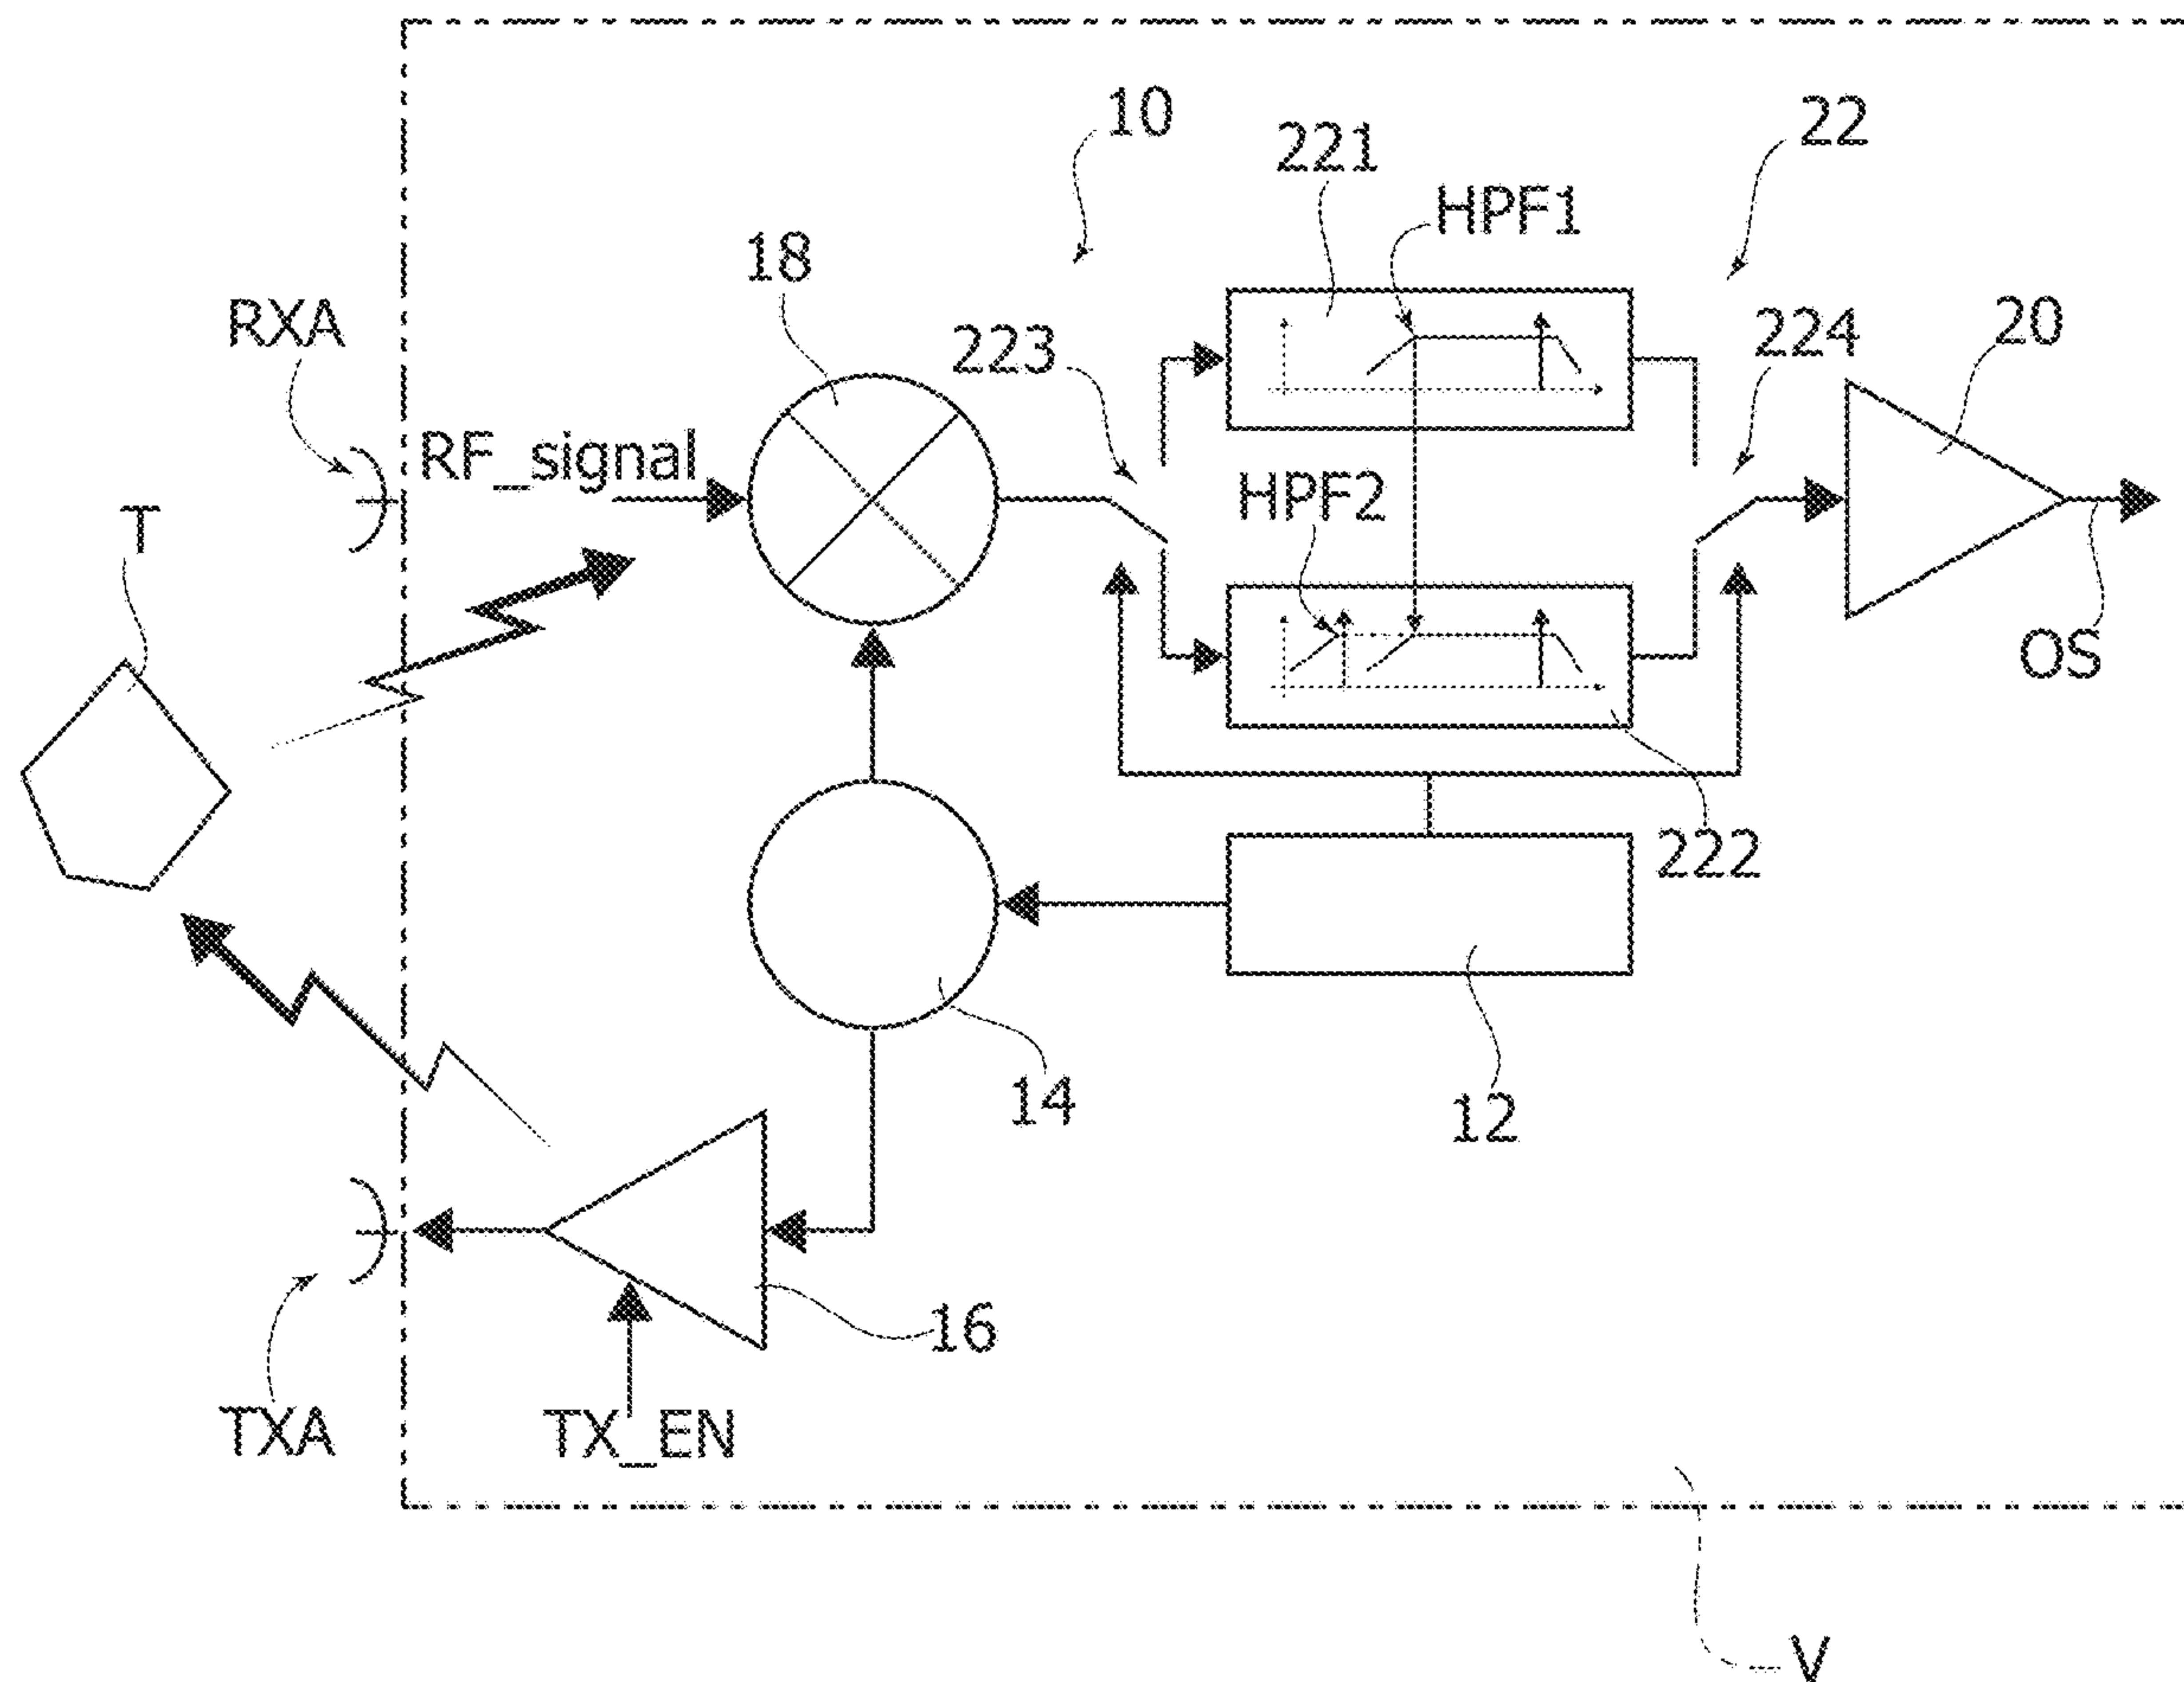 10
22
221
HPF1
18
RXA
223
224
20
RF_signal
HPF2
T
OS
222
14
12
16
TXA
TX_EN
V